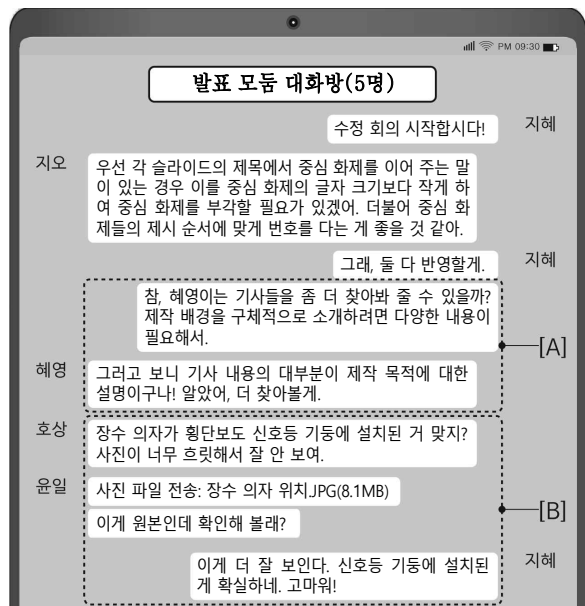 PM 09:30
발표 모둠 대화방(5명)
수정 회의 시작합시다!
지혜
지오
우선 각 슬라이드의 제목에서 중심 화제를 이어 주는 말
이 있는 경우 이를 중심 화제의 글자 크기보다 작게 하
여 중심 화제를 부각할 필요가 있겠어. 더불어 중심 화
제들의 제시 순서에 맞게 번호를 다는 게 좋을 것 같아.
그래, 둘 다 반영할게.
지혜
참, 혜영이는 기사들을 좀 더 찾아봐 줄 수 있을까?
제작 배경을 구체적으로 소개하려면 다양한 내용이
필요해서.
[A]
혜영
그러고 보니 기사 내용의 대부분이 제작 목적에 대한
설명이구나! 알았어, 더 찾아볼게.
호상
장수 의자가 횡단보도 신호등 기둥에 설치된 거 맞지?
사진이 너무 흐릿해서 잘 안 보여.
윤일
사진 파일 전송: 장수 의자 위치.JPG(8.1MB)
이게 원본인데 확인해 볼래?
[B]
이게 더 잘 보인다. 신호등 기둥에 설치된
게 확실하네. 고마워!
지혜